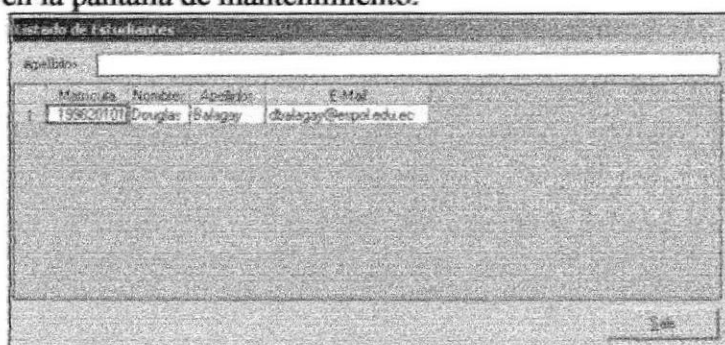 en la pantalla de mantenimiento.
Listado de Estudiantes
Apellidos
Matricula Nombres Apellidos E-Mail
1 199620101 Douglas Balagay dbalagay@espol.edu.ec
Salir